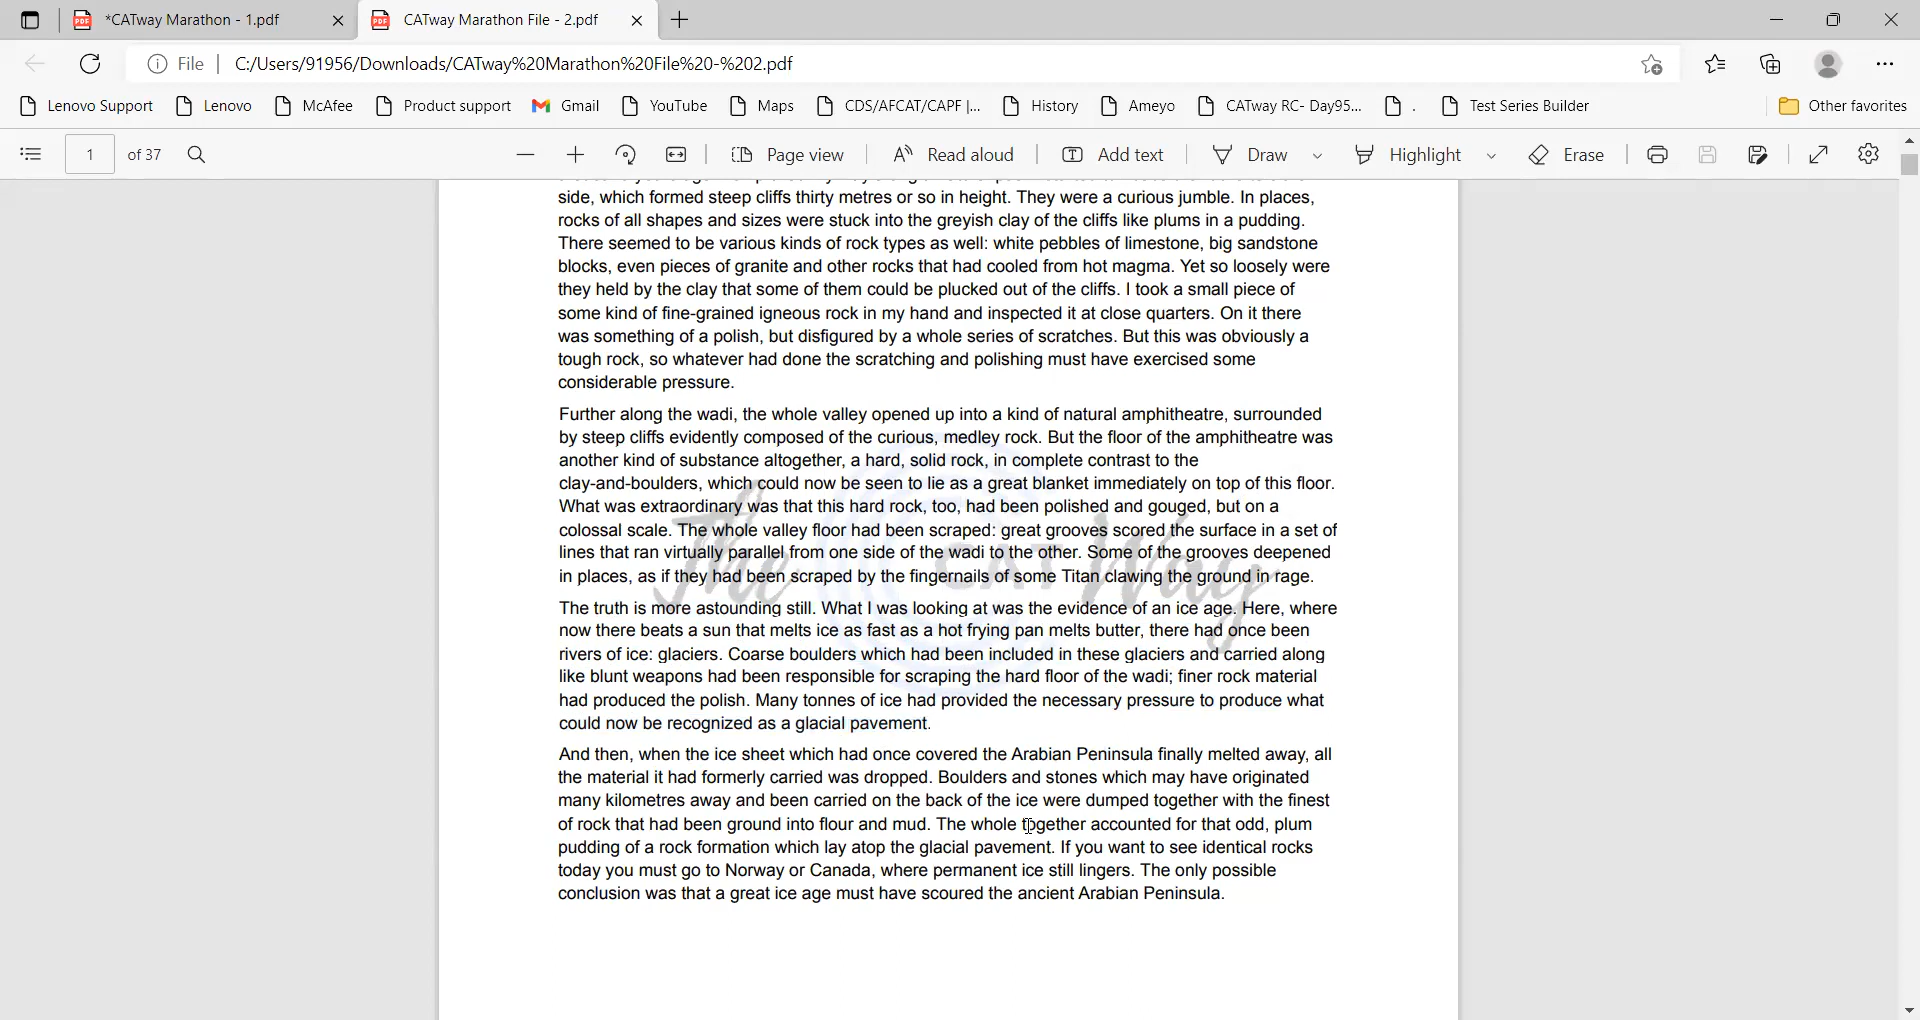 *CATway Marathon - 1.pdf
CATway Marathon File - 2.pdf
File
C:/Users/91956/Downloads/CATway%20Marathon%20File%20-%202.pdf
Lenovo Support Lenovo McAfee Product support Gmail YouTube Maps CDS/AFCAT/CAPF |... History Ameyo CATway RC- Day95... . Test Series Builder Other favorites
1 of 37 Page view Read aloud Add text Draw Highlight Erase
side, which formed steep cliffs thirty metres or so in height. They were a curious jumble. In places,
rocks of all shapes and sizes were stuck into the greyish clay of the cliffs like plums in a pudding.
There seemed to be various kinds of rock types as well: white pebbles of limestone, big sandstone
blocks, even pieces of granite and other rocks that had cooled from hot magma. Yet so loosely were
they held by the clay that some of them could be plucked out of the cliffs. I took a small piece of
some kind of fine-grained igneous rock in my hand and inspected it at close quarters. On it there
was something of a polish, but disfigured by a whole series of scratches. But this was obviously a
tough rock, so whatever had done the scratching and polishing must have exercised some
considerable pressure.
Further along the wadi, the whole valley opened up into a kind of natural amphitheatre, surrounded
by steep cliffs evidently composed of the curious, medley rock. But the floor of the amphitheatre was
another kind of substance altogether, a hard, solid rock, in complete contrast to the
clay-and-boulders, which could now be seen to lie as a great blanket immediately on top of this floor.
What was extraordinary was that this hard rock, too, had been polished and gouged, but on a
colossal scale. The whole valley floor had been scraped: great grooves scored the surface in a set of
lines that ran virtually parallel from one side of the wadi to the other. Some of the grooves deepened
in places, as if they had been scraped by the fingernails of some Titan clawing the ground in rage.
The CAT Way
The truth is more astounding still. What I was looking at was the evidence of an ice age. Here, where
now there beats a sun that melts ice as fast as a hot frying pan melts butter, there had once been
rivers of ice: glaciers. Coarse boulders which had been included in these glaciers and carried along
like blunt weapons had been responsible for scraping the hard floor of the wadi; finer rock material
had produced the polish. Many tonnes of ice had provided the necessary pressure to produce what
could now be recognized as a glacial pavement.
And then, when the ice sheet which had once covered the Arabian Peninsula finally melted away, all
the material it had formerly carried was dropped. Boulders and stones which may have originated
many kilometres away and been carried on the back of the ice were dumped together with the finest
of rock that had been ground into flour and mud. The whole together accounted for that odd, plum
pudding of a rock formation which lay atop the glacial pavement. If you want to see identical rocks
today you must go to Norway or Canada, where permanent ice still lingers. The only possible
conclusion was that a great ice age must have scoured the ancient Arabian Peninsula.